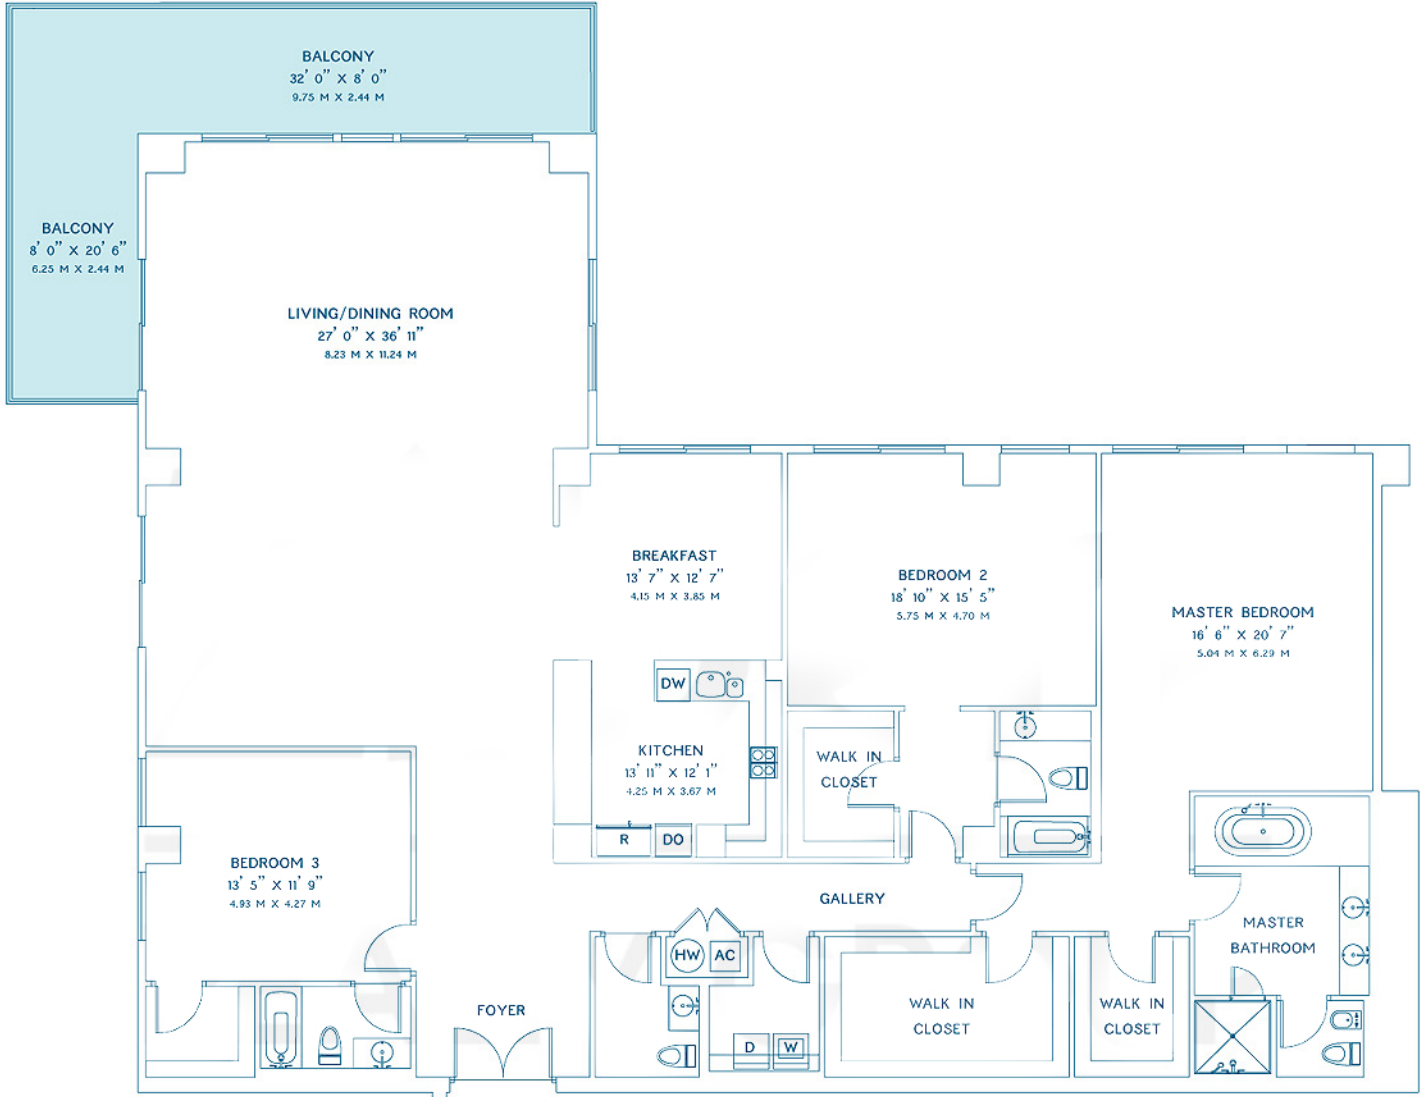 BALCONY
32' 0" X 8' 0"
9.75 M X 2.44 M
BALCONY
8' 0" X 20' 6"
6.25 M X 2.44 M
LIVING/DINING ROOM
27' 0" X 36' 11"
8.23 M X 11.24 M
BREAKFAST
13' 7" X 12' 7"
4.15 M X 3.85 M
BEDROOM 2
18' 10" X 15' 5"
5.75 M X 4.70 M
MASTER BEDROOM
16' 6" X 20' 7"
5.04 M X 6.29 M
DW
KITCHEN
13' 11" X 12' 1"
4.25 M X 3.67 M
WALK IN
CLOSET
R
DO
BEDROOM 3
13' 5" X 11' 9"
4.93 M X 4.27 M
GALLERY
MASTER
BATHROOM
HW
AC
FOYER
WALK IN
CLOSET
WALK IN
CLOSET
D
W